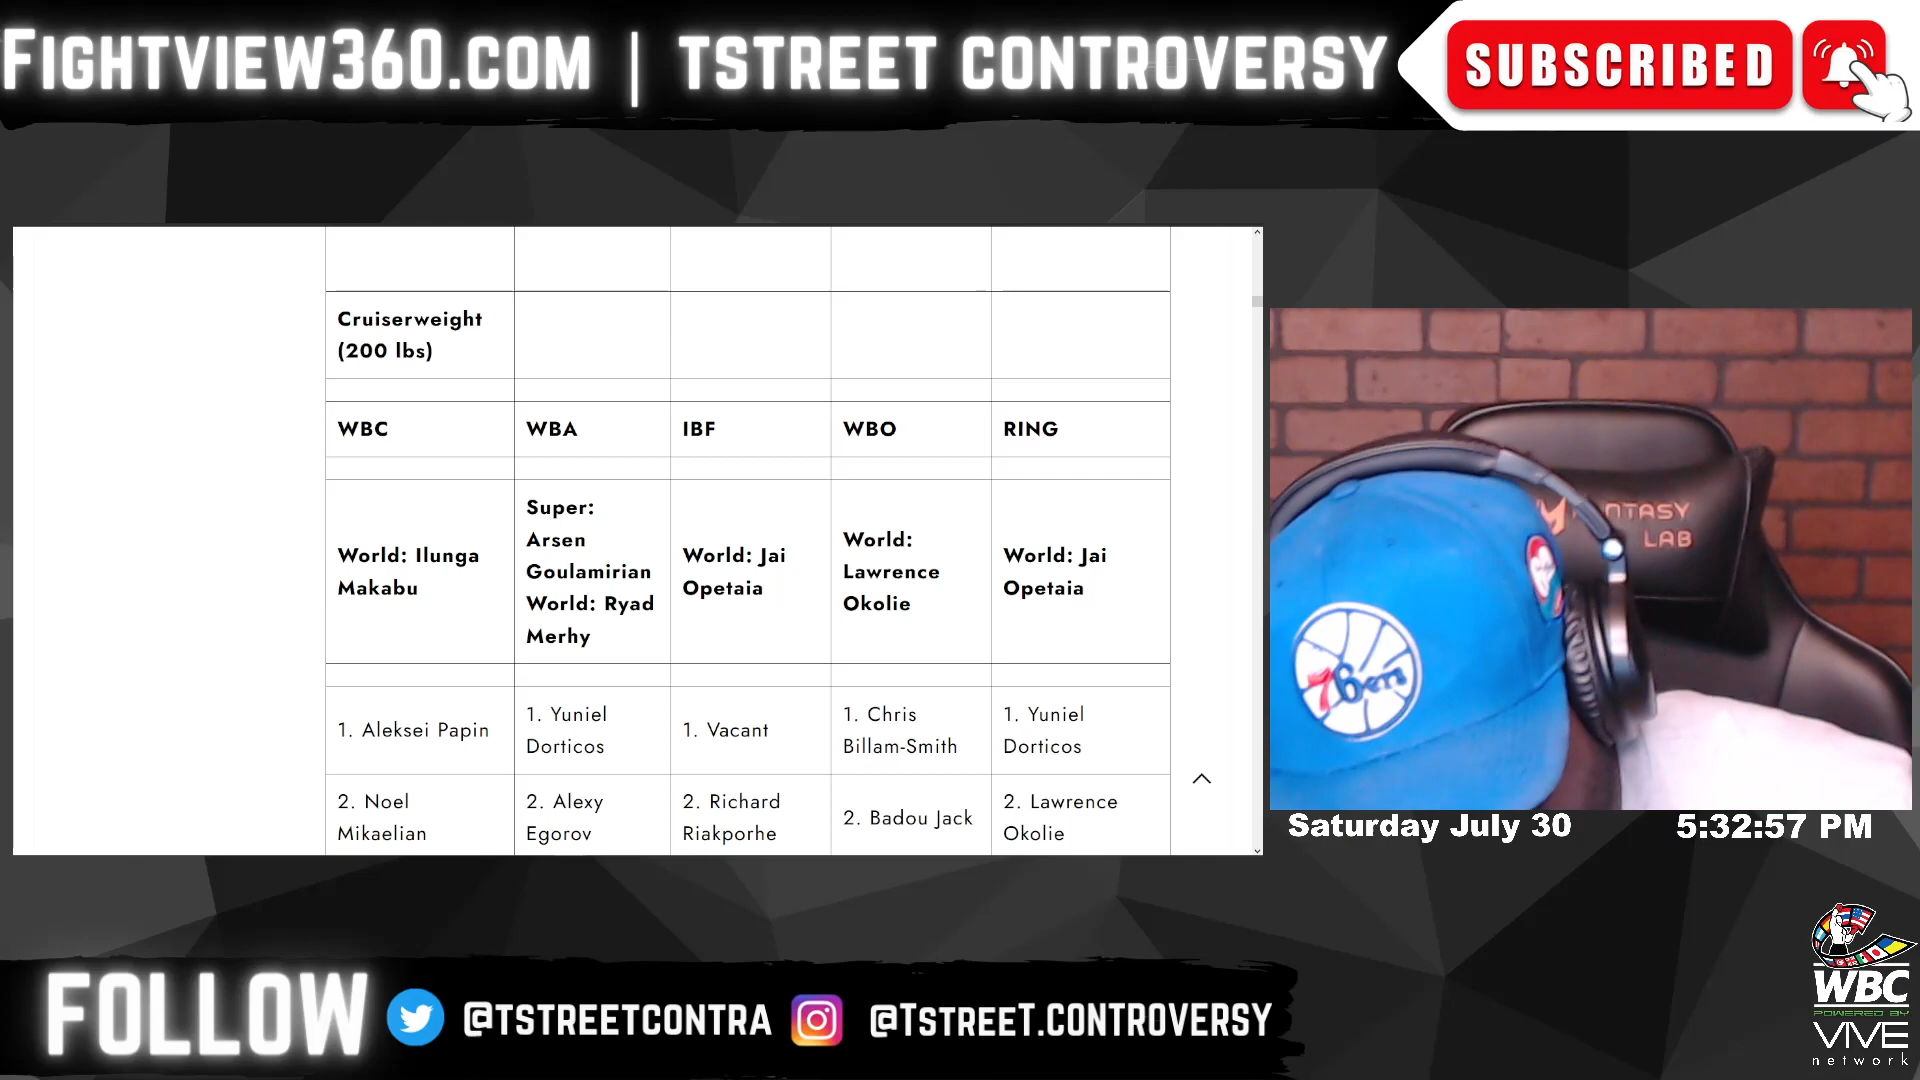 FIGHTVIEW360.COM | TSTREET CONTROVERSY
SUBSCRIBED
Cruiserweight
(200 lbs)
WBC WBA IBF WBO RING
World: Ilunga
Makabu
Super:
Arsen
Goulamirian
World: Ryad
Merhy
World: Jai
Opetaia
World:
Lawrence
Okolie
World: Jai
Opetaia
1. Aleksei Papin
1. Yuniel
Dorticos
1. Vacant
1. Chris
Billam-Smith
1. Yuniel
Dorticos
2. Noel
Mikaelian
2. Alexy
Egorov
2. Richard
Riakporhe
2. Badou Jack
2. Lawrence
Okolie
LAB
76ers
Saturday July 30 5:32:57 PM
FOLLOW @TSTREETCONTRA @TSTREET.CONTROVERSY
WBC
POWERED BY
VIVE
network